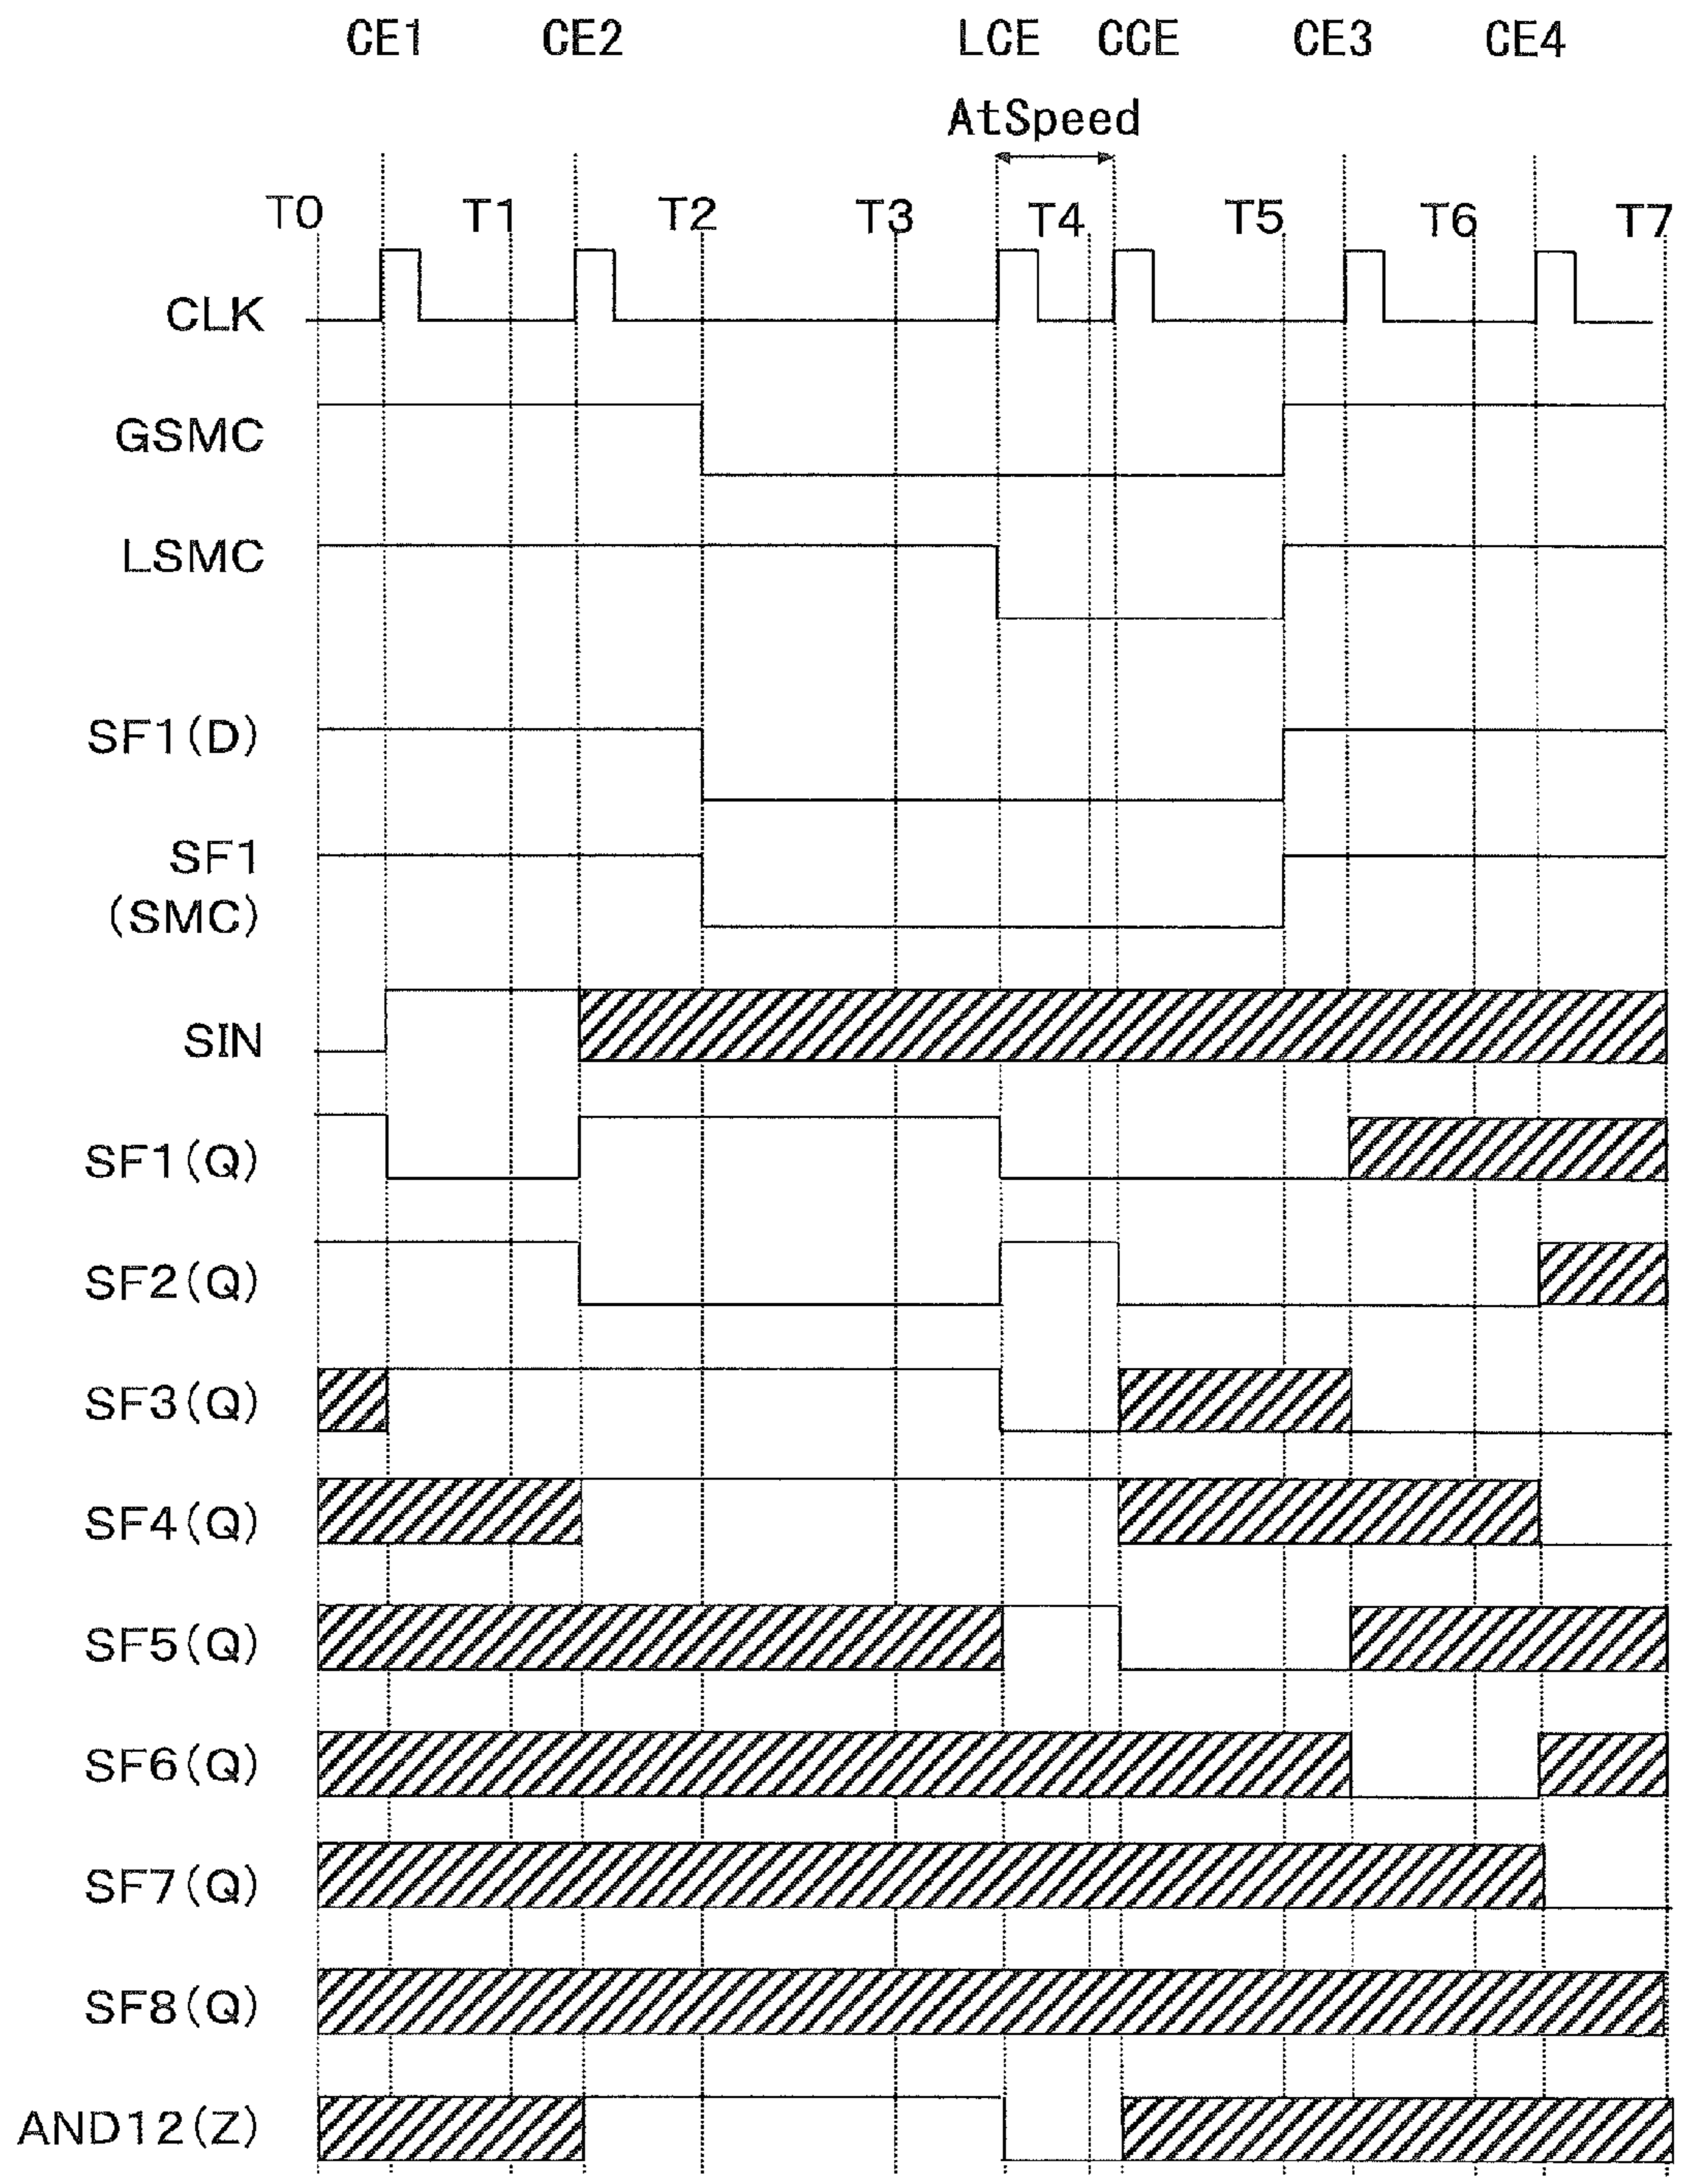 CE1 CE2 LCE CCE CE3 CE4
AtSpeed
T0 T1 T2 T3 T4 T5 T6 T7
CLK
GSMC
LSMC
SF1(D)
SF1
(SMC)
SIN
SF1(Q)
SF2(Q)
SF3(Q)
SF4(Q)
SF5(Q)
SF6(Q)
SF7(Q)
SF8(Q)
AND12(Z)